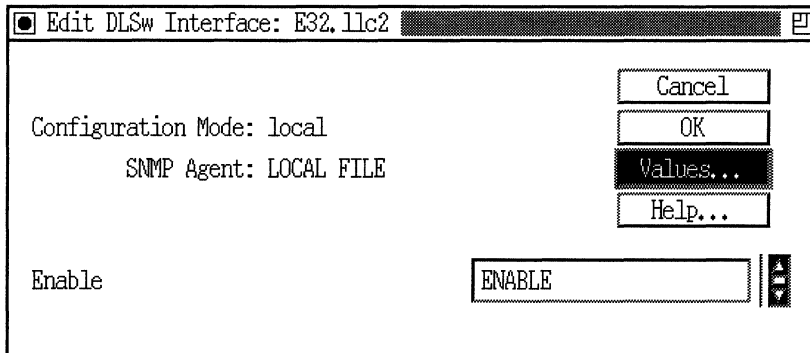 Edit DLSw Interface: E32.llc2
Cancel
Configuration Mode: local
OK
SNMP Agent: LOCAL FILE
Values...
Help...
Enable
ENABLE